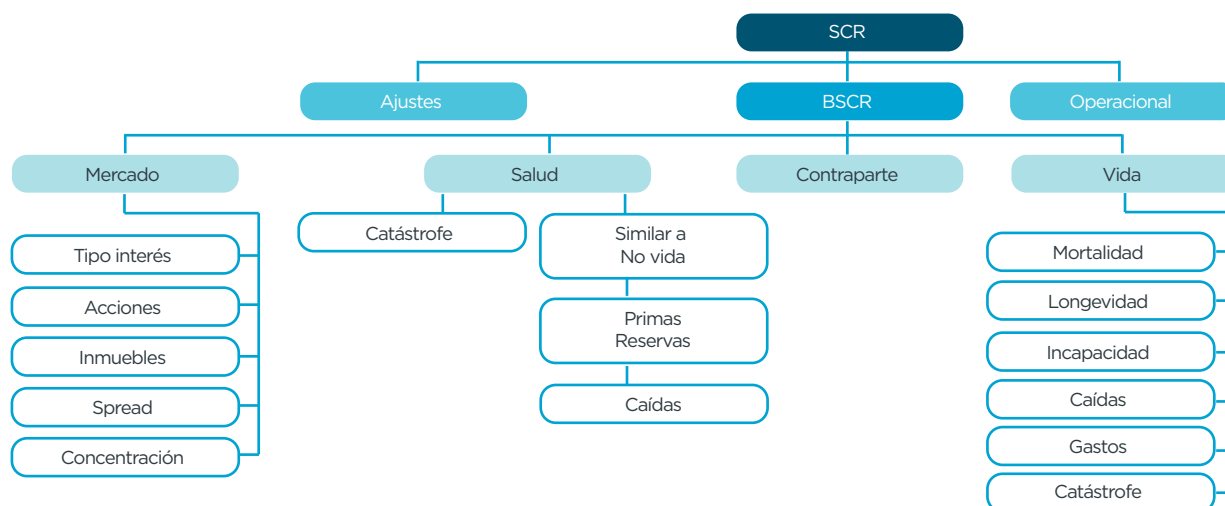 SCR
Ajustes
BSCR
Operacional
Mercado
Salud
Contraparte
Vida
Tipo interés
Acciones
Inmuebles
Spread
Concentración
Catástrofe
Similar a
No vida
Primas
Reservas
Caídas
Mortalidad
Longevidad
Incapacidad
Caídas
Gastos
Catástrofe